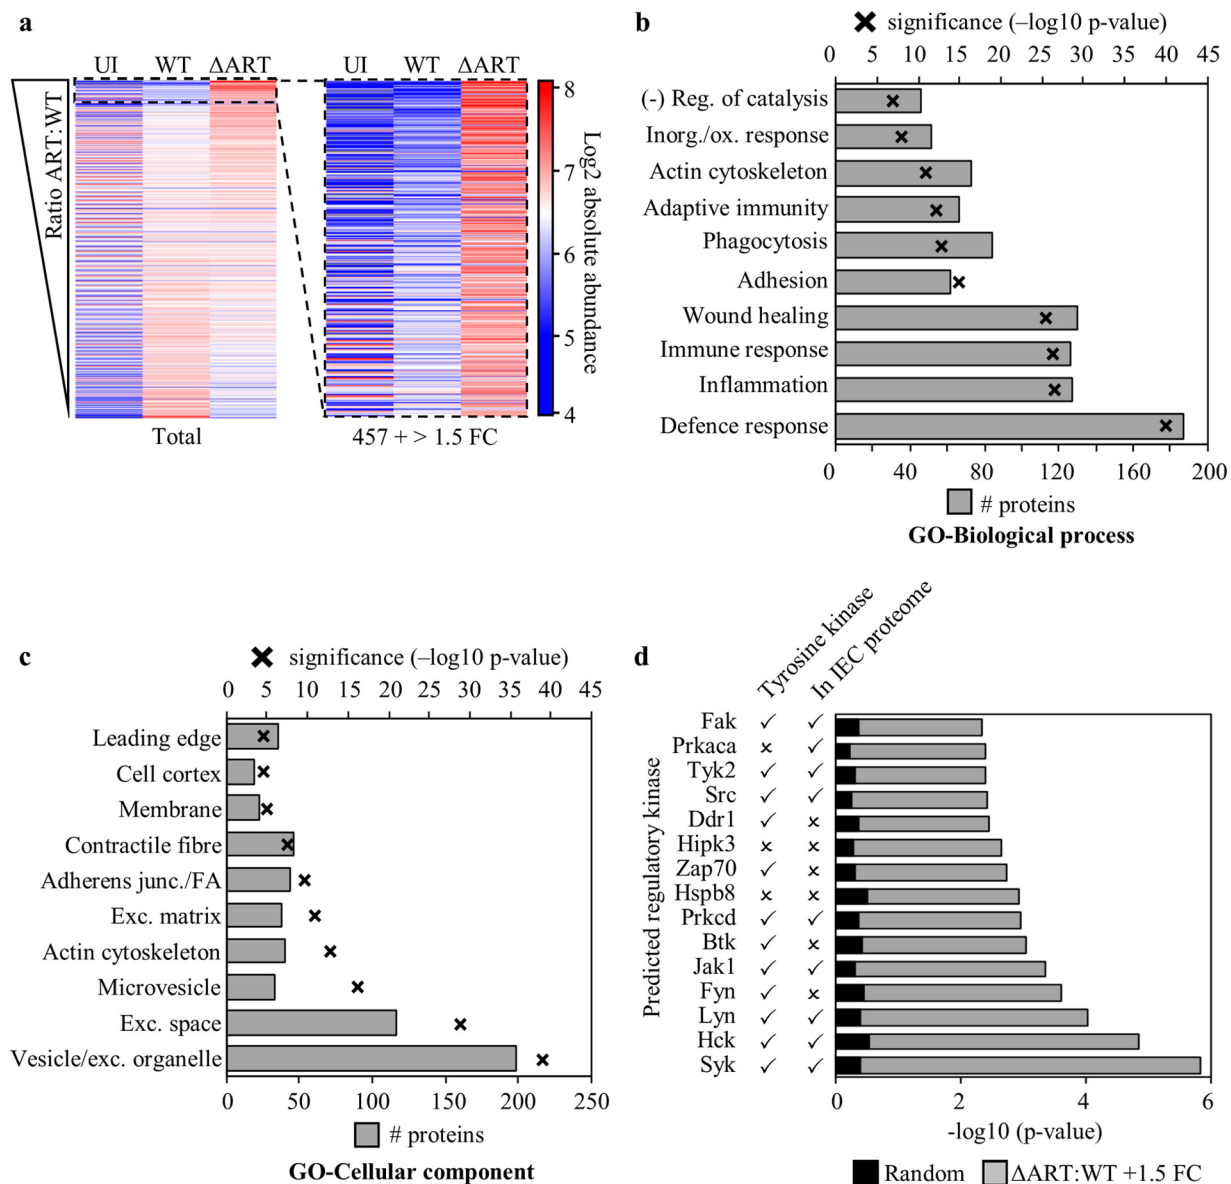 a
UI WT ΔART
UI WT ΔART
Ratio ART:WT
Total
457 + > 1.5 FC
8
7
6
5
4
Log2 absolute abundance
b
significance (–log10 p-value)
0 5 10 15 20 25 30 35 40 45
(-) Reg. of catalysis
Inorg./ox. response
Actin cytoskeleton
Adaptive immunity
Phagocytosis
Adhesion
Wound healing
Immune response
Inflammation
Defence response
0 40 80 120 160 200
# proteins
GO-Biological process
c
significance (–log10 p-value)
0 5 10 15 20 25 30 35 40 45
Leading edge
Cell cortex
Membrane
Contractile fibre
Adherens junc./FA
Exc. matrix
Actin cytoskeleton
Microvesicle
Exc. space
Vesicle/exc. organelle
0 50 100 150 200 250
# proteins
GO-Cellular component
d
Tyrosine kinase
In IEC proteome
Predicted regulatory kinase
Fak ✓ ✓
Prkaca × ✓
Tyk2 ✓ ✓
Src ✓ ✓
Ddr1 ✓ ×
Hipk3 × ×
Zap70 ✓ ×
Hspb8 × ×
Prkcd ✓ ✓
Btk ✓ ×
Jak1 ✓ ✓
Fyn ✓ ×
Lyn ✓ ✓
Hck ✓ ✓
Syk ✓ ✓
0 2 4 6
-log10 (p-value)
Random ΔART:WT +1.5 FC